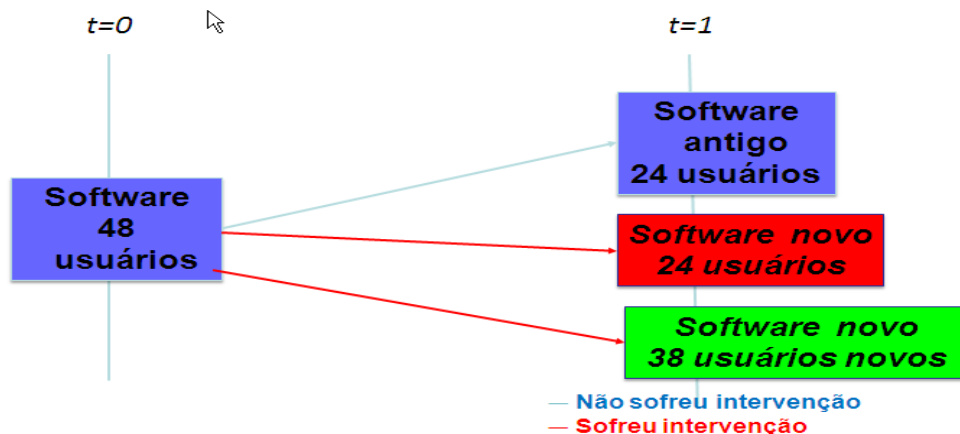 t=0
t=1
Software
48
usuários
Software
antigo
24 usuários
Software novo
24 usuários
Software novo
38 usuários novos
Não sofreu intervenção
Sofreu intervenção